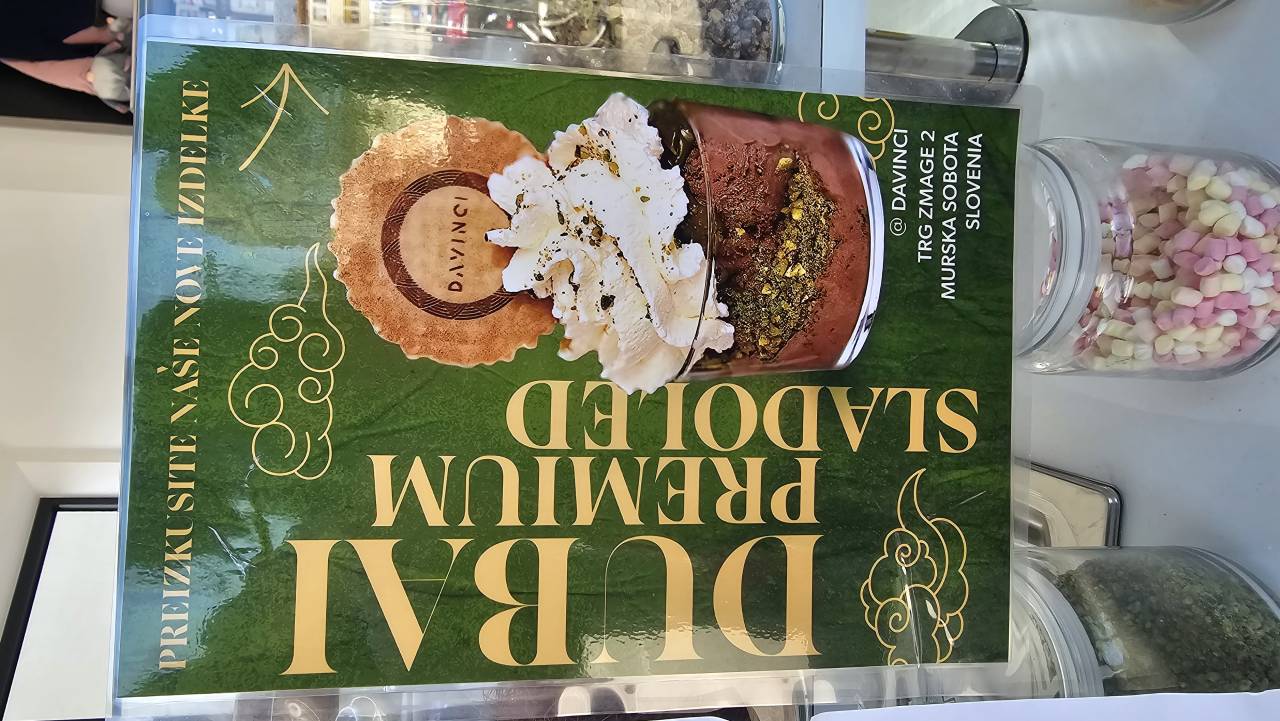 PREIZKUSITE NAŠE NOVE IZDELKE
DUBAI
PREMIUM
SLADOLED
DAVINCI
@ DAVINCI
TRG ZMAGE 2
MURSKA SOBOTA
SLOVENIA